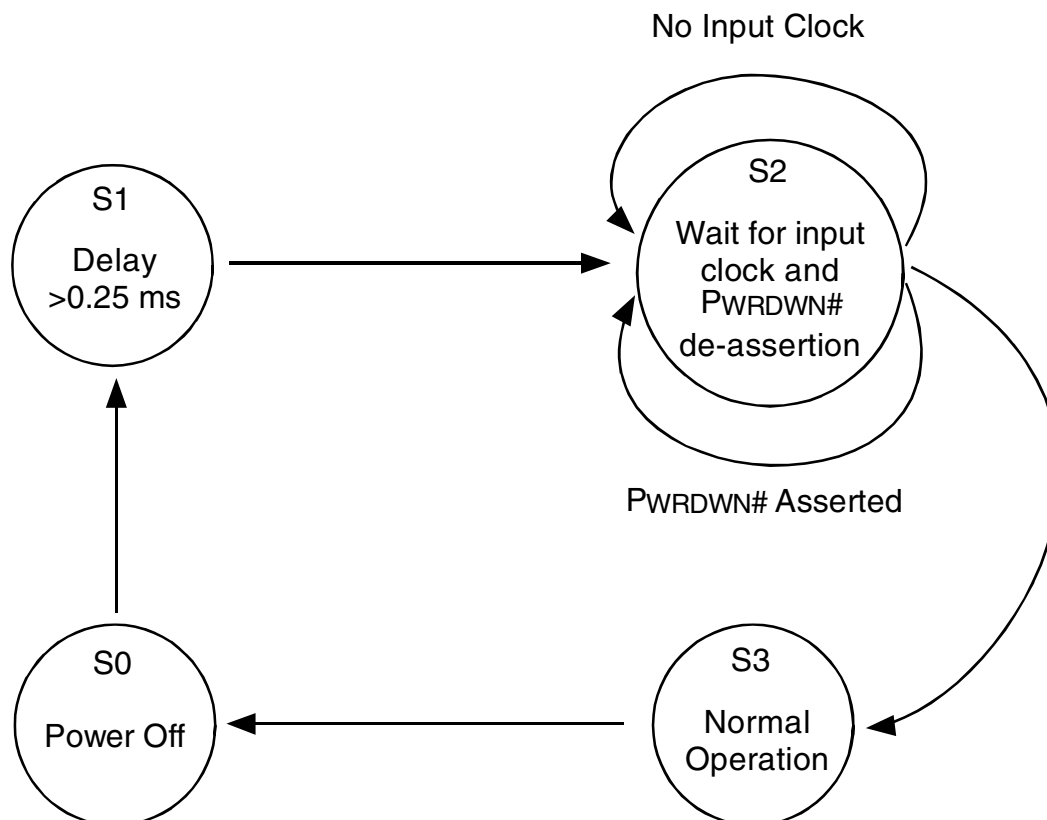 No Input Clock
S1
Delay
>0.25 ms
S2
Wait for input
clock and
PWRDWN#
de-assertion
PWRDWN# Asserted
S0
Power Off
S3
Normal
Operation